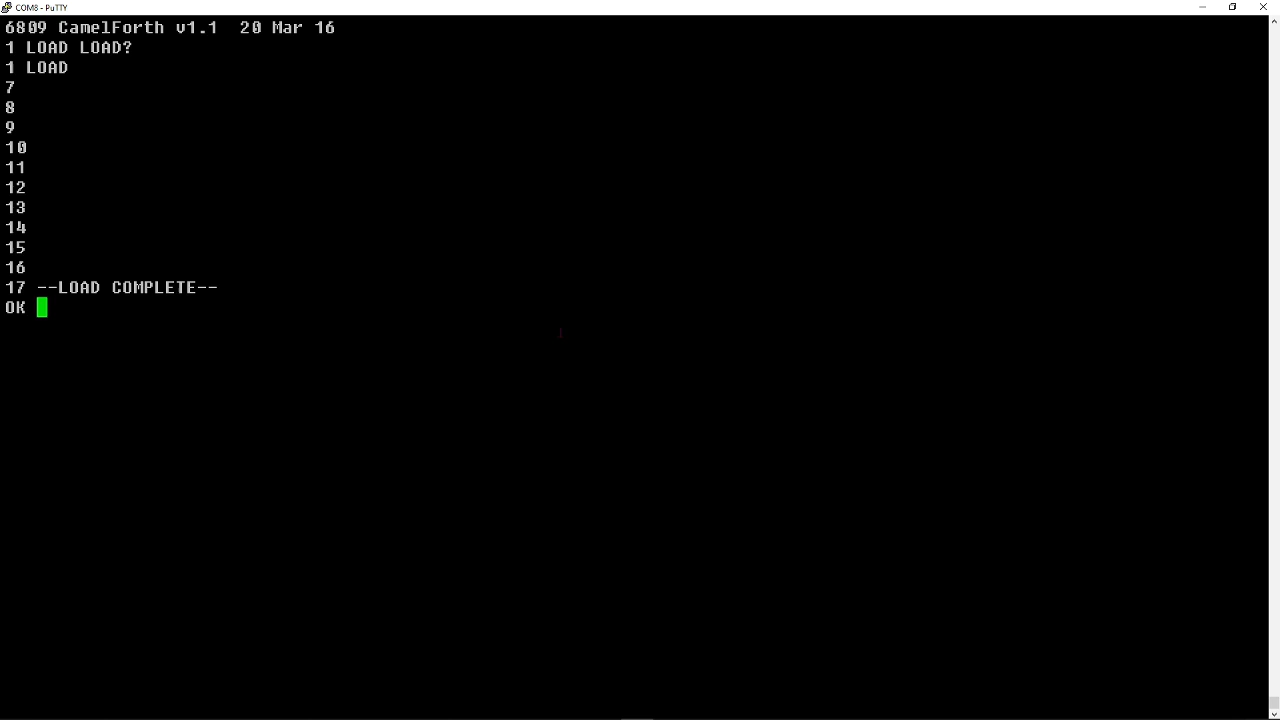 COM8 - PuTTY
6809 CamelForth v1.1  20 Mar 16
1 LOAD LOAD?
1 LOAD
7
8
9
10
11
12
13
14
15
16
17 --LOAD COMPLETE--
OK